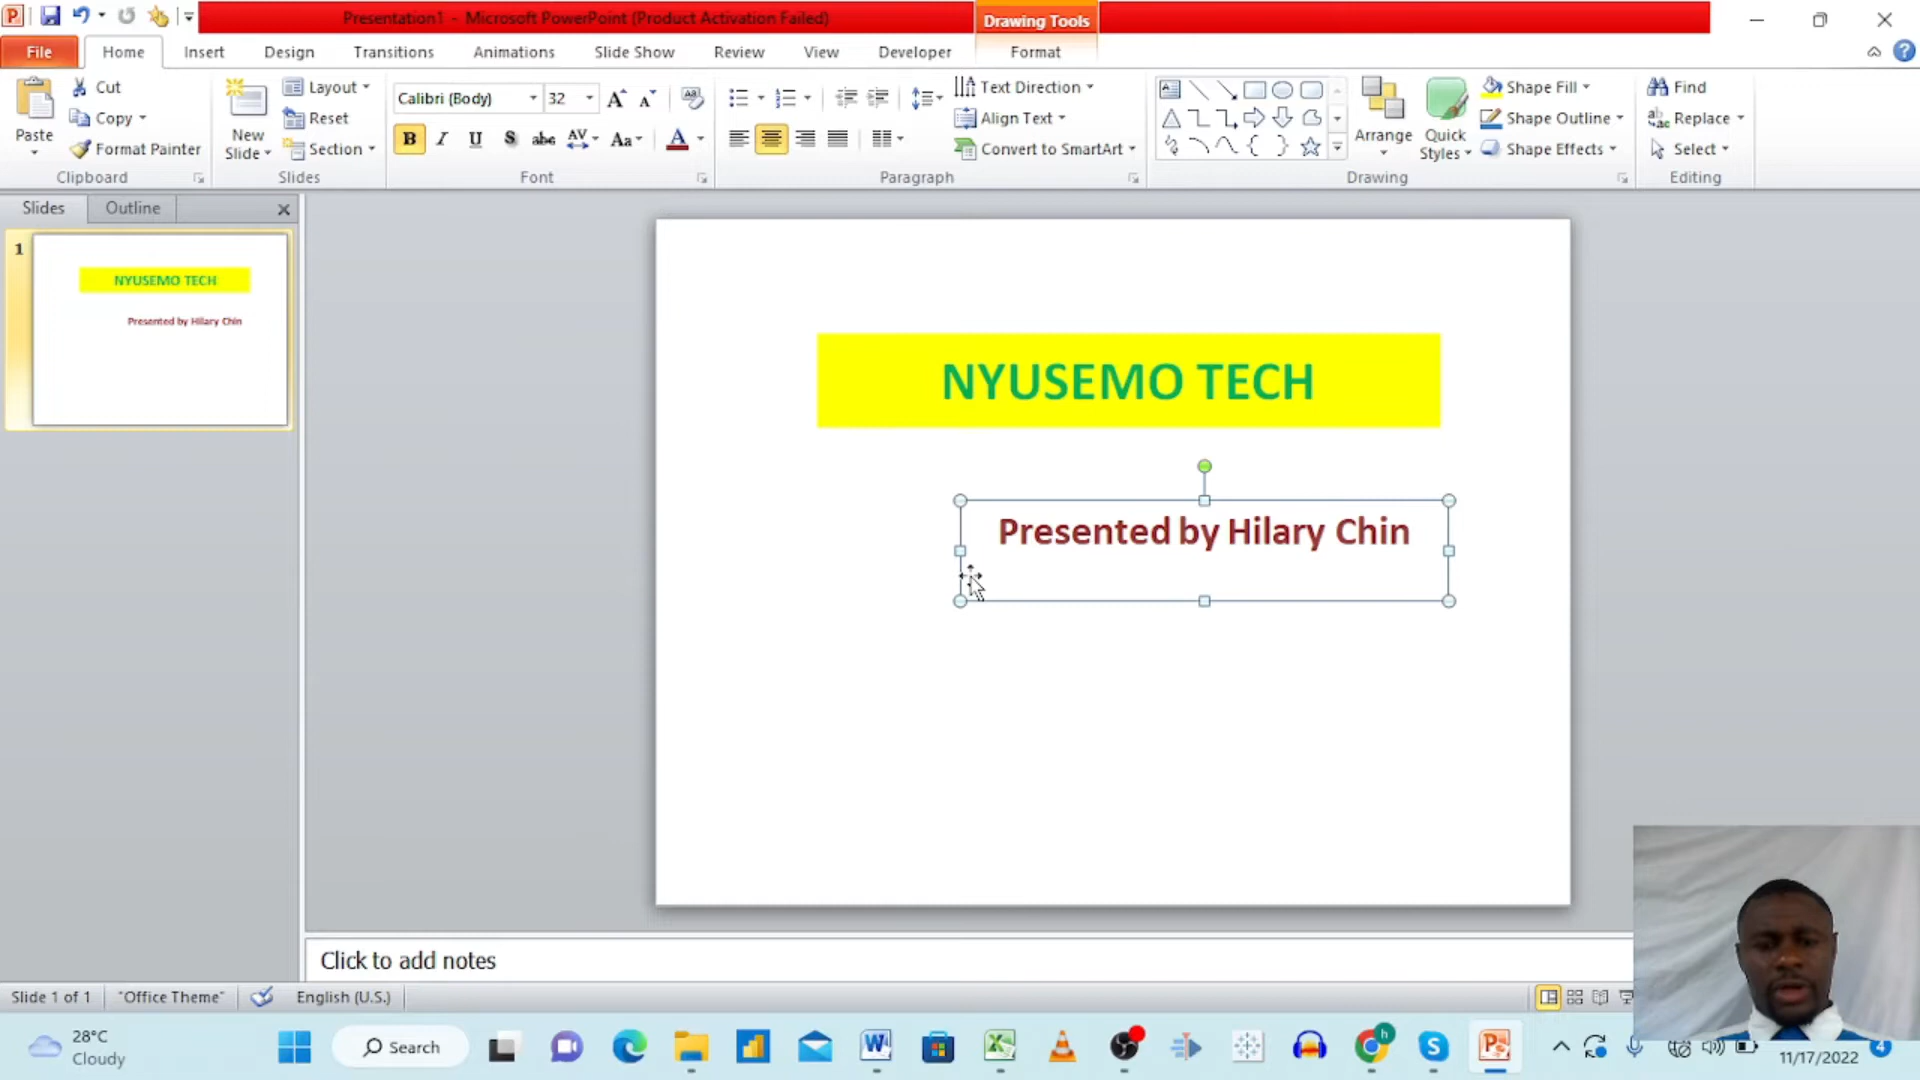 Presentation1 - Microsoft PowerPoint (Product Activation Failed)
Drawing Tools
File Home Insert Design Transitions Animations Slide Show Review View Developer Format
Paste
Cut
Copy
Format Painter
Clipboard
New Slide
Layout
Reset
Section
Slides
Calibri (Body) 32
B I U S abc AV Aa A
Font
Text Direction
Align Text
Convert to SmartArt
Paragraph
Arrange
Quick Styles
Shape Fill
Shape Outline
Shape Effects
Drawing
Find
Replace
Select
Editing
Slides Outline
1
NYUSEMO TECH
Presented by Hilary Chin
NYUSEMO TECH
Presented by Hilary Chin
Click to add notes
Slide 1 of 1 "Office Theme" English (U.S.)
28°C
Cloudy
Search
11/17/2022
4